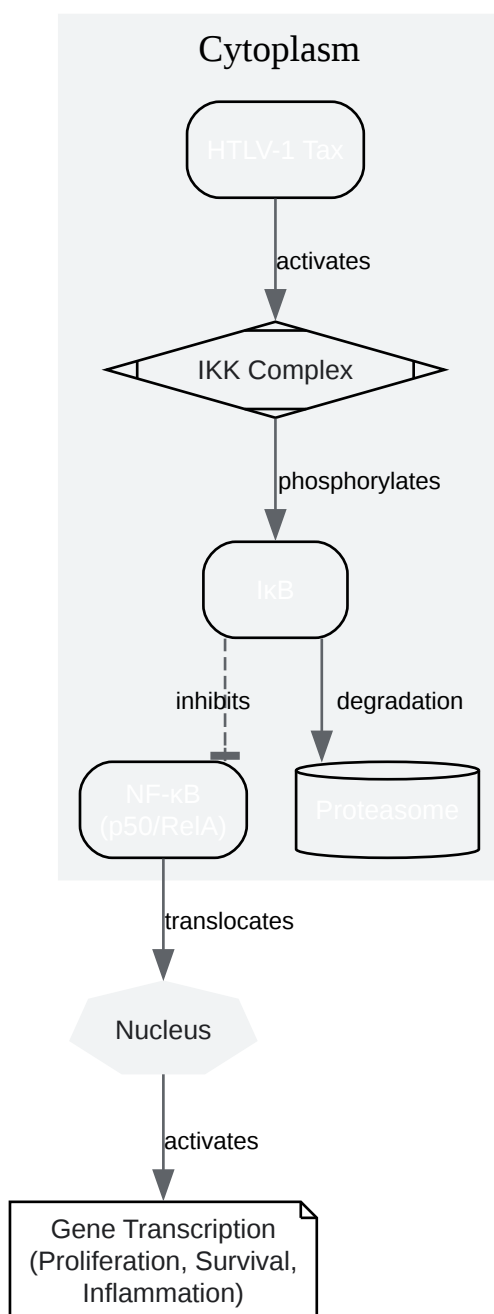 Cytoplasm
HTLV-1 Tax
activates
IKK Complex
phosphorylates
IκB
inhibits
degradation
NF-κB
(p50/RelA)
Proteasome
translocates
Nucleus
activates
Gene Transcription
(Proliferation, Survival,
Inflammation)